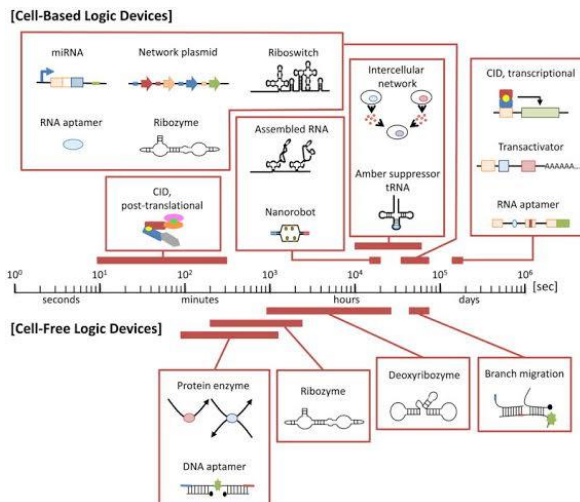 [Cell-Based Logic Devices]
miRNA
Network plasmid
Riboswitch
RNA aptamer
Ribozyme
CID,
post-translational
Assembled RNA
Nanorobot
Intercellular
network
Amber suppressor
tRNA
CID, transcriptional
Transactivator
AAAAAA...
RNA aptamer
10⁰ 10¹ 10² 10³ 10⁴ 10⁵ 10⁶
[sec]
seconds minutes hours days
[Cell-Free Logic Devices]
Protein enzyme
DNA aptamer
Ribozyme
Deoxyribozyme
Branch migration